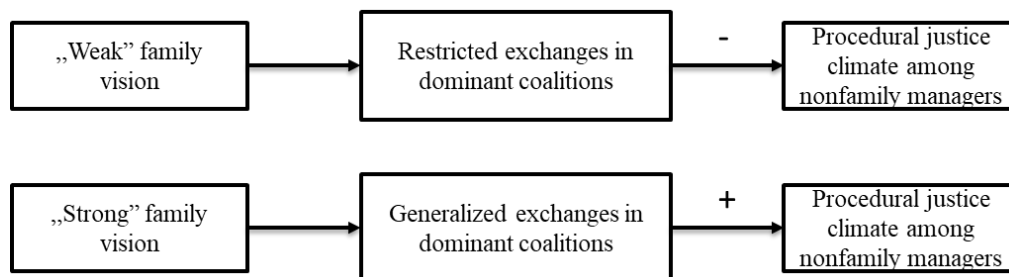 „Weak” family
vision
Restricted exchanges in
dominant coalitions
-
Procedural justice
climate among
nonfamily managers
„Strong” family
vision
Generalized exchanges in
dominant coalitions
+
Procedural justice
climate among
nonfamily managers